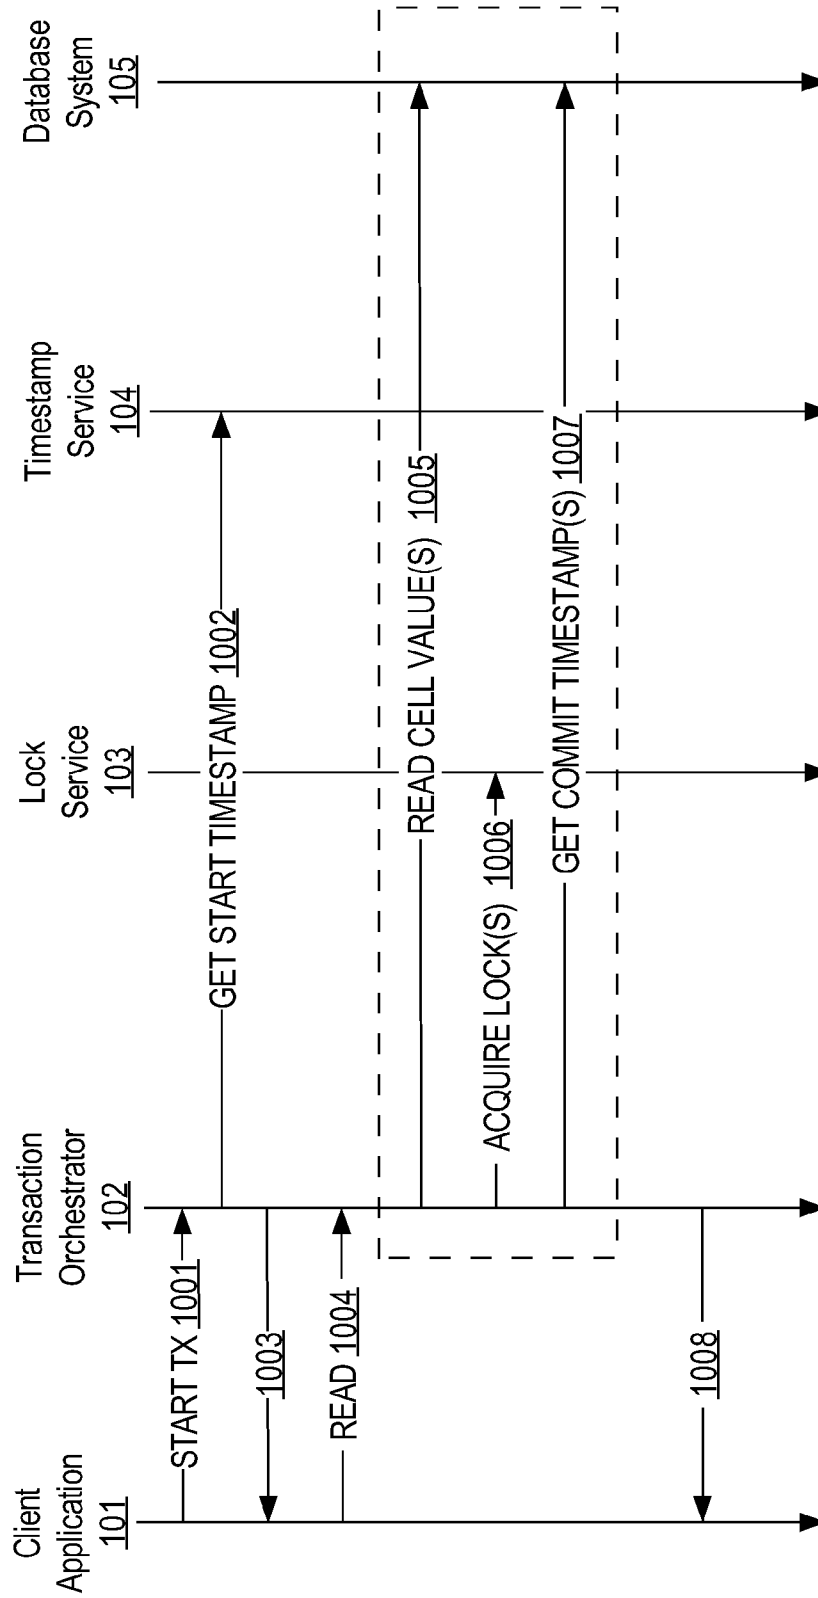 Client
Application
101
Transaction
Orchestrator
102
Lock
Service
103
Timestamp
Service
104
Database
System
105
START TX 1001
GET START TIMESTAMP 1002
1003
READ 1004
READ CELL VALUE(S) 1005
ACQUIRE LOCK(S) 1006
GET COMMIT TIMESTAMP(S) 1007
1008